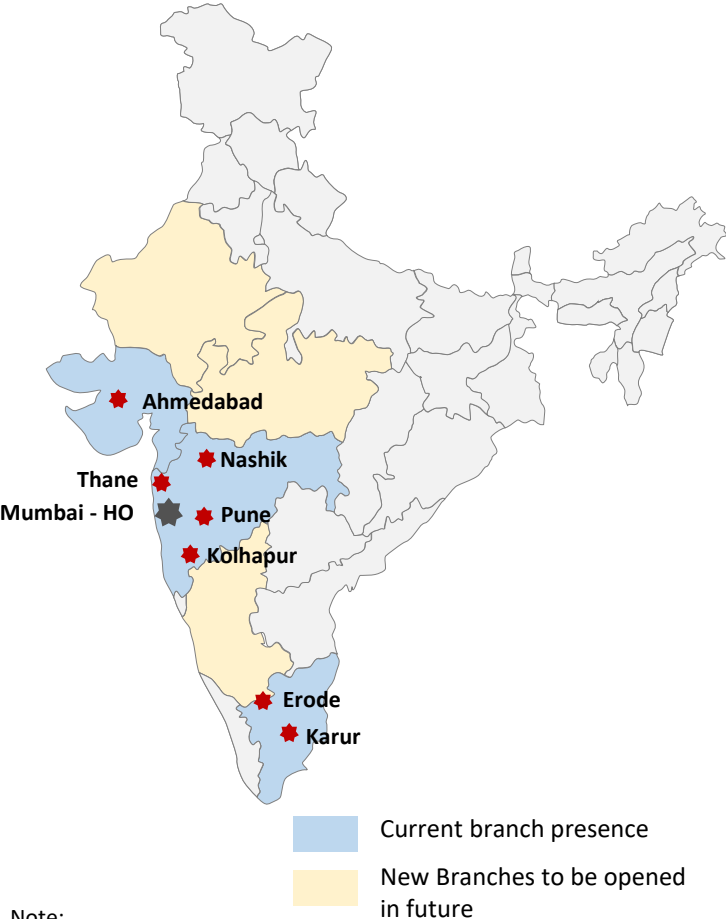 Ahmedabad
Nashik
Thane
Mumbai - HO
Pune
Kolhapur
Erode
Karur
Current branch presence
New Branches to be opened
in future
Note: